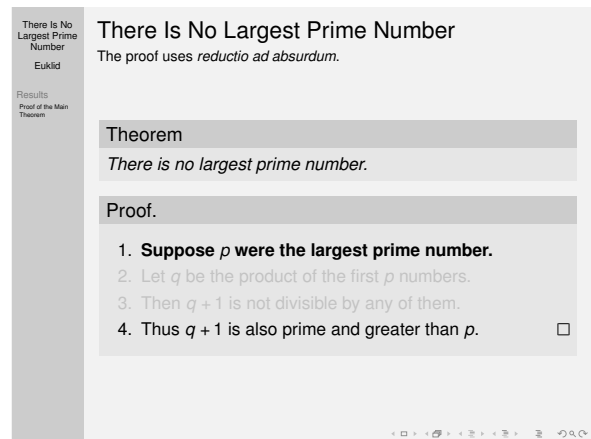 There Is No
Largest Prime
Number
Euklid
Results
Proof of the Main
Theorem
There Is No Largest Prime Number
The proof uses reductio ad absurdum.
Theorem
There is no largest prime number.
Proof.
1. Suppose p were the largest prime number.
2. Let q be the product of the first p numbers.
3. Then q + 1 is not divisible by any of them.
4. Thus q + 1 is also prime and greater than p. □